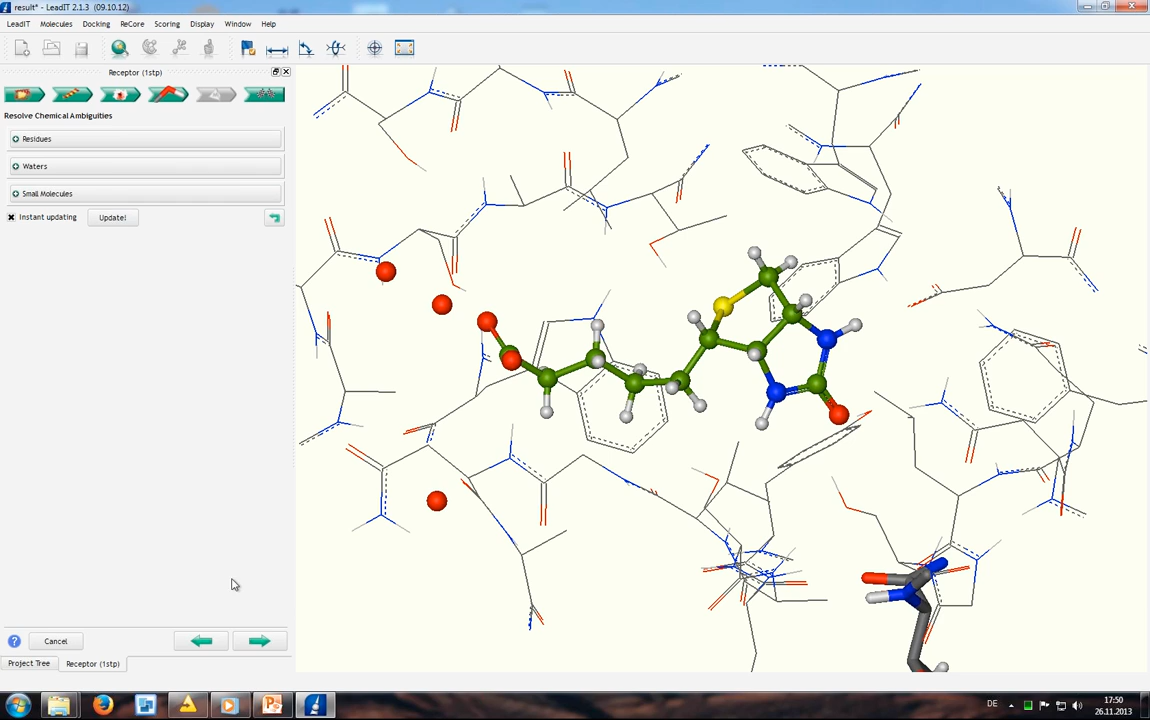 result* - LeadIT 2.1.3 (09.10.12)
LeadIT Molecules Docking ReCore Scoring Display Window Help
Receptor (1stp)
Resolve Chemical Ambiguities
Residues
Waters
Small Molecules
Instant updating Update!
? Cancel
Project Tree Receptor (1stp)
DE 17:50
26.11.2013